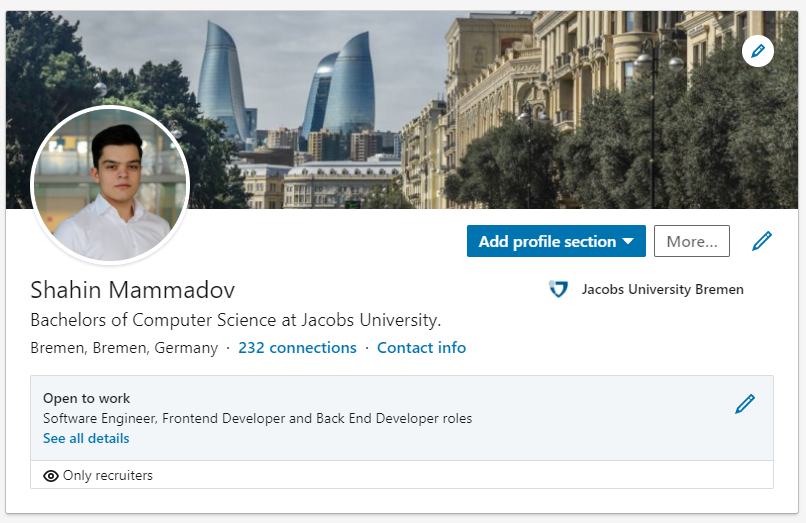 Add profile section
More...
Shahin Mammadov
Jacobs University Bremen
Bachelors of Computer Science at Jacobs University.
Bremen, Bremen, Germany · 232 connections · Contact info
Open to work
Software Engineer, Frontend Developer and Back End Developer roles
See all details
Only recruiters